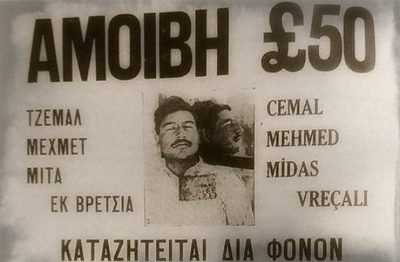 ΑΜΟΙΒΗ £50
ΤΖΕΜΑΛ
ΜΕΧΜΕΤ
ΜΙΤΑ
ΕΚ ΒΡΕΤΣΙΑ
CEMAL
MEHMED
MİDAS
VREÇALI
ΚΑΤΑΖΗΤΕΙΤΑΙ ΔΙΑ ΦΟΝΟΝ